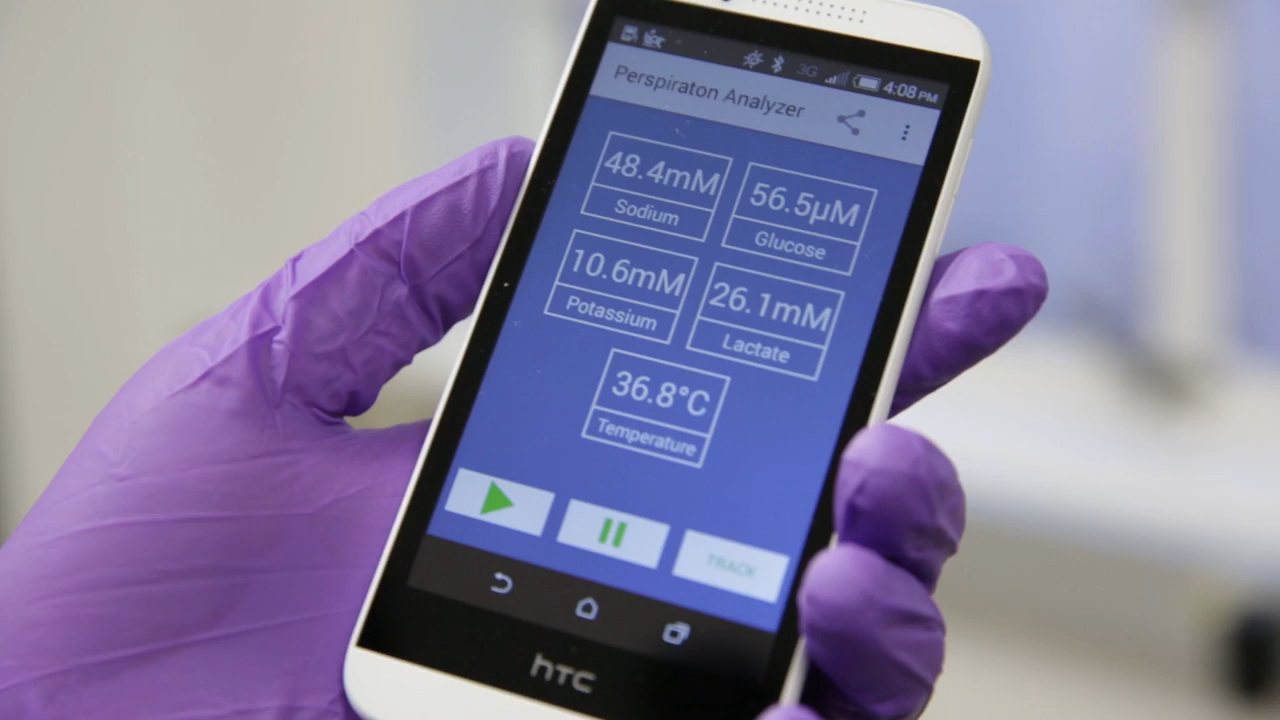 3G 4:08 PM
Perspiraton Analyzer
48.4mM
Sodium
56.5µM
Glucose
10.6mM
Potassium
26.1mM
Lactate
36.8°C
Temperature
TRACK
hTC